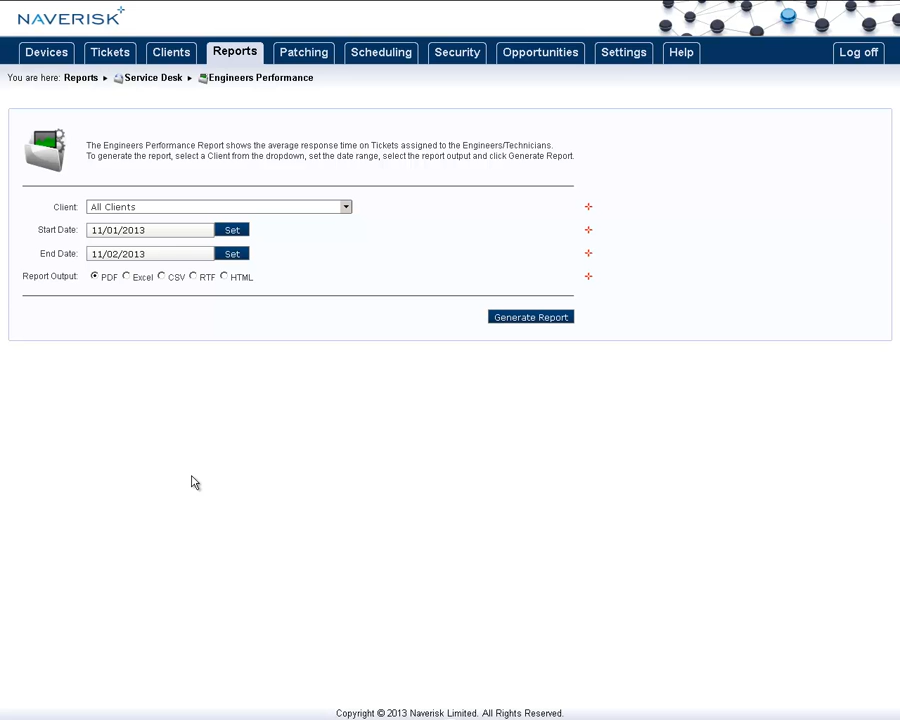 NAVERISK
Devices Tickets Clients Reports Patching Scheduling Security Opportunities Settings Help Log off
You are here: Reports ▸ Service Desk ▸ Engineers Performance
The Engineers Performance Report shows the average response time on Tickets assigned to the Engineers/Technicians.
To generate the report, select a Client from the dropdown, set the date range, select the report output and click Generate Report.
Client: All Clients
Start Date: 11/01/2013 Set
End Date: 11/02/2013 Set
Report Output: PDF Excel CSV RTF HTML
Generate Report
Copyright © 2013 Naverisk Limited. All Rights Reserved.